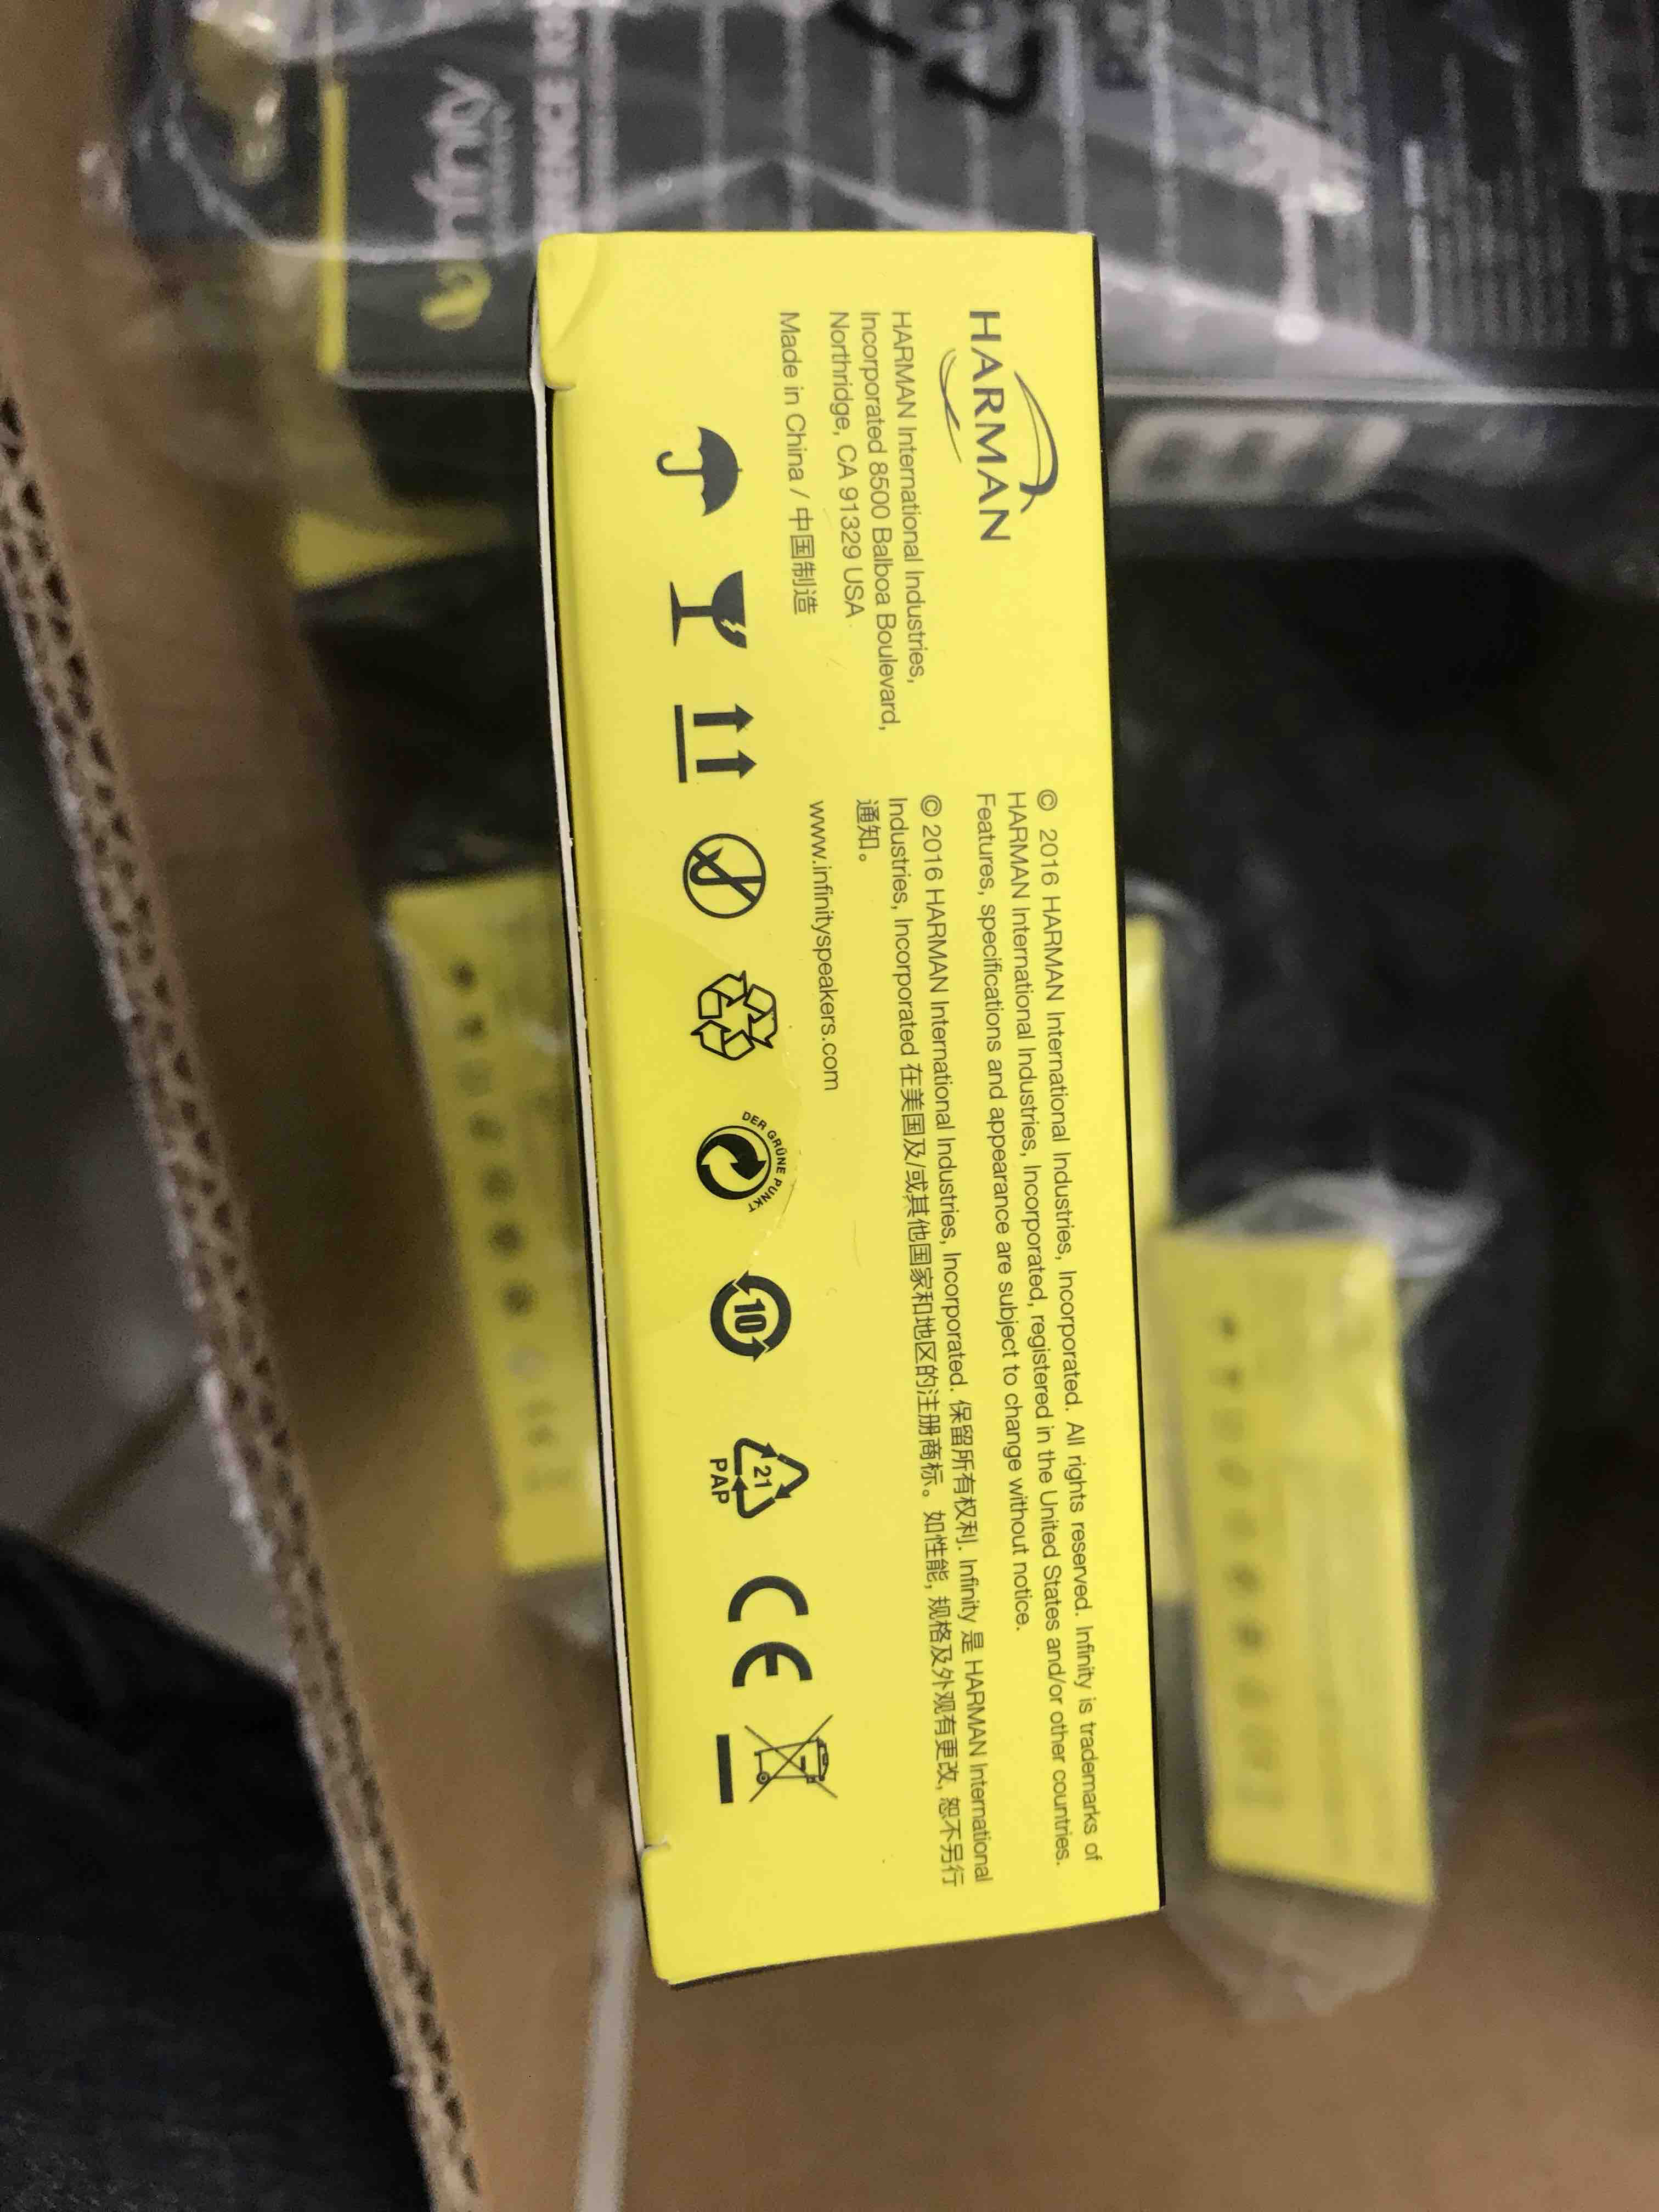 HARMAN
HARMAN International Industries,
Incorporated 8500 Balboa Boulevard,
Northridge, CA 91329 USA
Made in China / 中国制造
© 2016 HARMAN International Industries, Incorporated. All rights reserved. Infinity is trademarks of
HARMAN International Industries, Incorporated, registered in the United States and/or other countries.
Features, specifications and appearance are subject to change without notice.
© 2016 HARMAN International Industries, Incorporated. 保留所有权利. Infinity 是 HARMAN International
Industries, Incorporated 在美国及/或其他国家和地区的注册商标。如性能, 规格及外观有更改, 恕不另行
通知。
www.infinityspeakers.com
DER GRÜNE PUNKT
10
21
PAP
CE